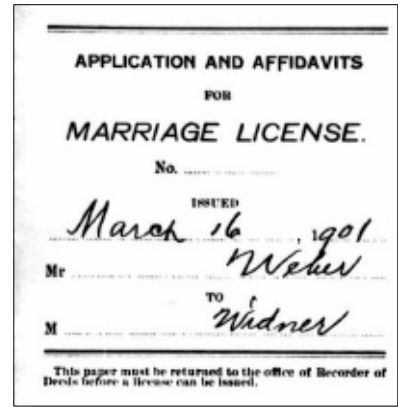 APPLICATION AND AFFIDAVITS
FOR
MARRIAGE LICENSE.
No.
ISSUED
March 16, 1901
Mr Weber
TO
M Widner
This paper must be returned to the office of Recorder of
Deeds before a license can be issued.